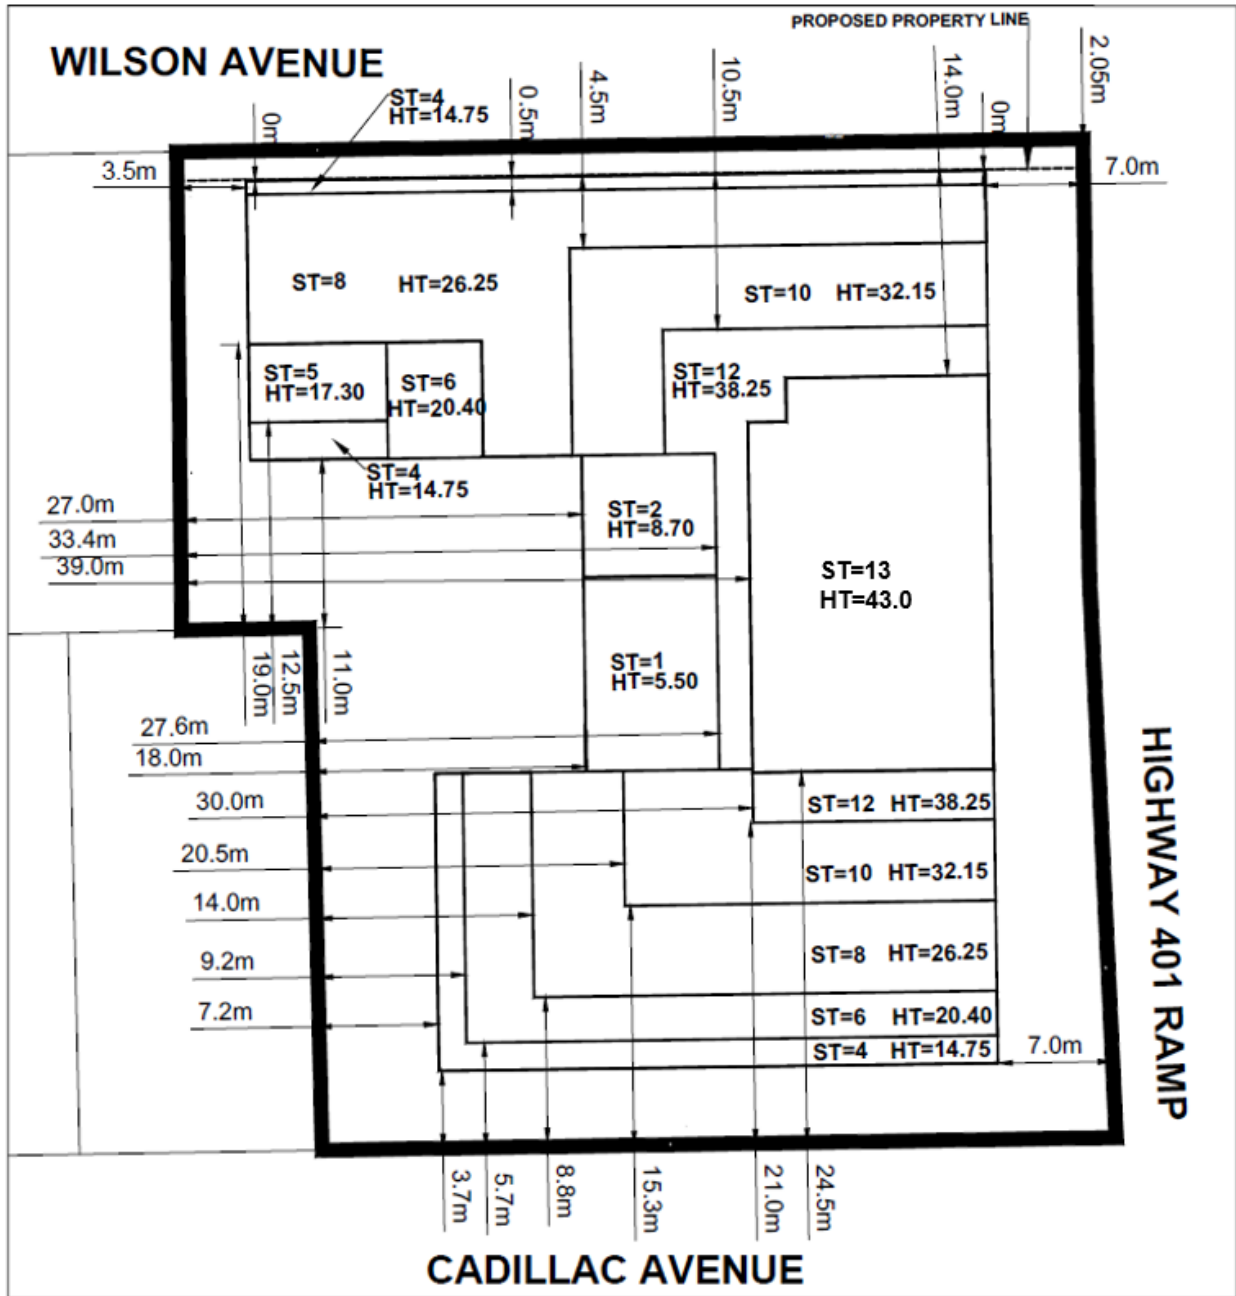 PROPOSED PROPERTY LINE
WILSON AVENUE
2.05m
14.0m
10.5m
4.5m
0.5m
0m
0m
ST=4
HT=14.75
3.5m
7.0m
ST=8 HT=26.25
ST=10 HT=32.15
ST=5
HT=17.30
ST=6
HT=20.40
ST=12
HT=38.25
ST=4
HT=14.75
27.0m
33.4m
39.0m
ST=2
HT=8.70
ST=13
HT=43.0
19.0m
12.5m
11.0m
ST=1
HT=5.50
27.6m
18.0m
30.0m
20.5m
14.0m
9.2m
7.2m
ST=12 HT=38.25
ST=10 HT=32.15
ST=8 HT=26.25
ST=6 HT=20.40
ST=4 HT=14.75
7.0m
HIGHWAY 401 RAMP
3.7m
5.7m
8.8m
15.3m
21.0m
24.5m
CADILLAC AVENUE